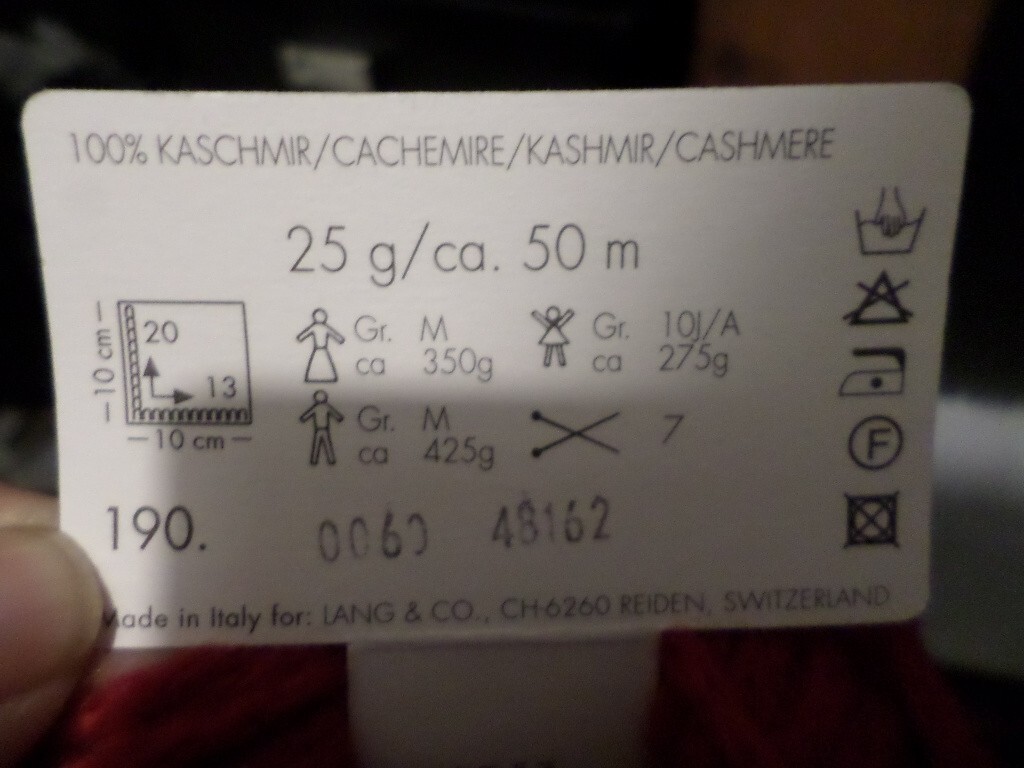 100% KASCHMIR/CACHEMIRE/KASHMIR/CASHMERE
25 g/ca. 50 m
10 cm
20
13
10 cm
Gr. M
ca 350g
Gr. 10J/A
ca 275g
Gr. M
ca 425g
7
F
190. 0060 48162
Made in Italy for: LANG & CO., CH-6260 REIDEN, SWITZERLAND